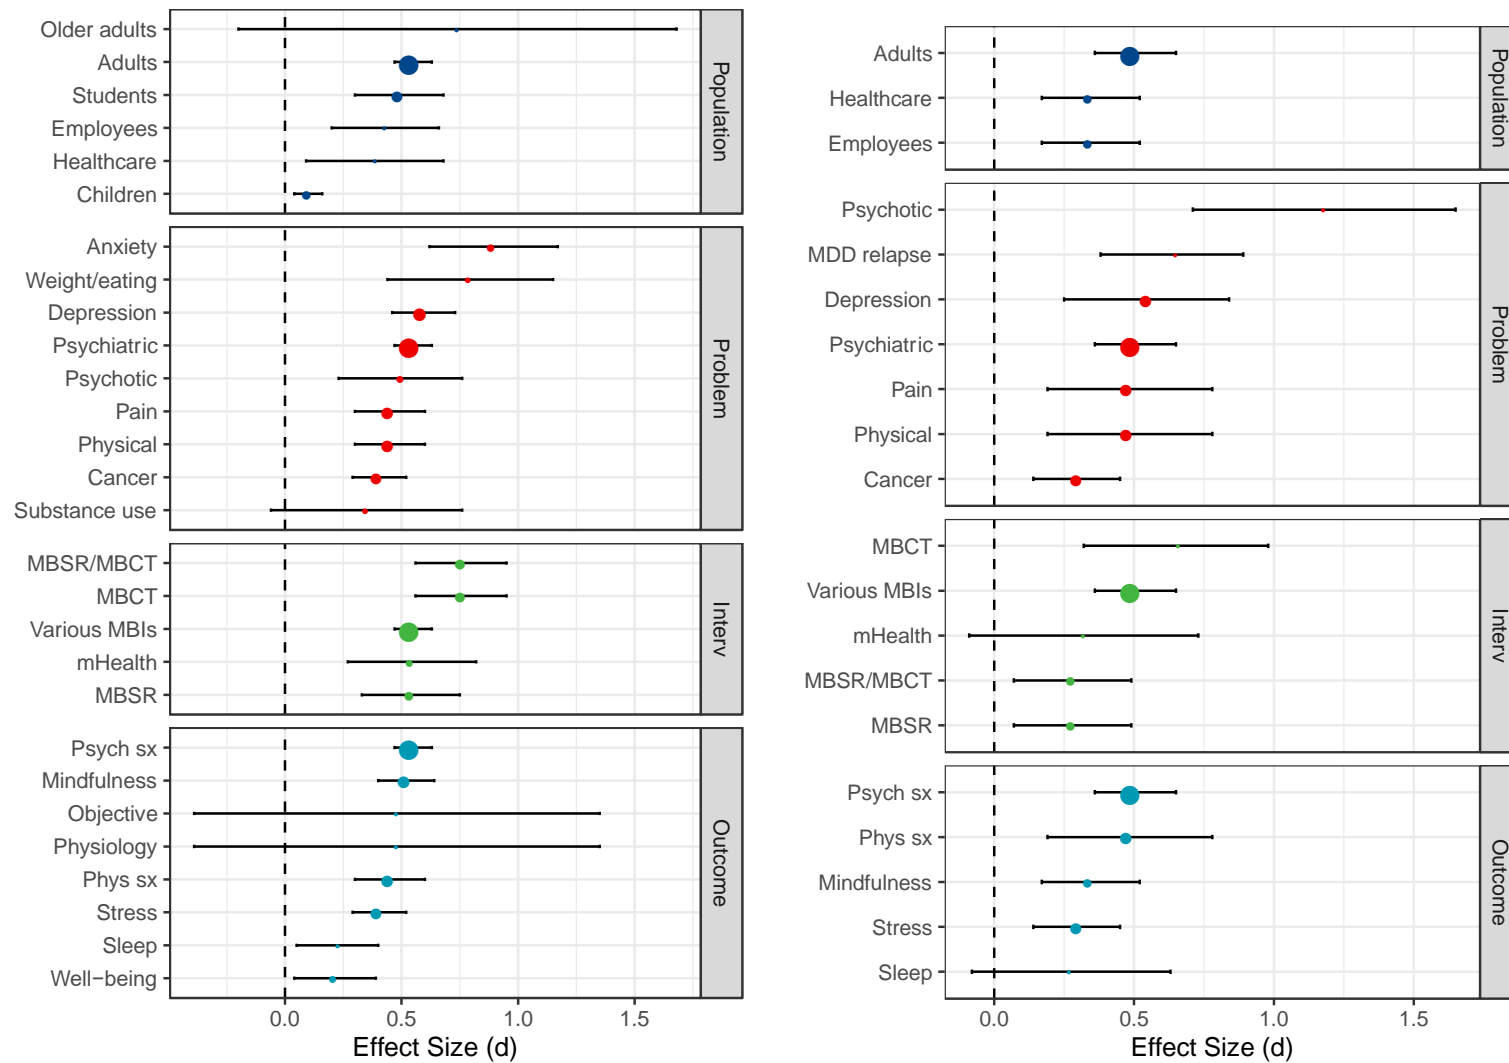 Older adults
Adults
Students
Employees
Healthcare
Children
Population
Anxiety
Weight/eating
Depression
Psychiatric
Psychotic
Pain
Physical
Cancer
Substance use
Problem
MBSR/MBCT
MBCT
Various MBIs
mHealth
MBSR
Interv
Psych sx
Mindfulness
Objective
Physiology
Phys sx
Stress
Sleep
Well−being
Outcome
0.0 0.5 1.0 1.5
Effect Size (d)
Adults
Healthcare
Employees
Population
Psychotic
MDD relapse
Depression
Psychiatric
Pain
Physical
Cancer
Problem
MBCT
Various MBIs
mHealth
MBSR/MBCT
MBSR
Interv
Psych sx
Phys sx
Mindfulness
Stress
Sleep
Outcome
0.0 0.5 1.0 1.5
Effect Size (d)